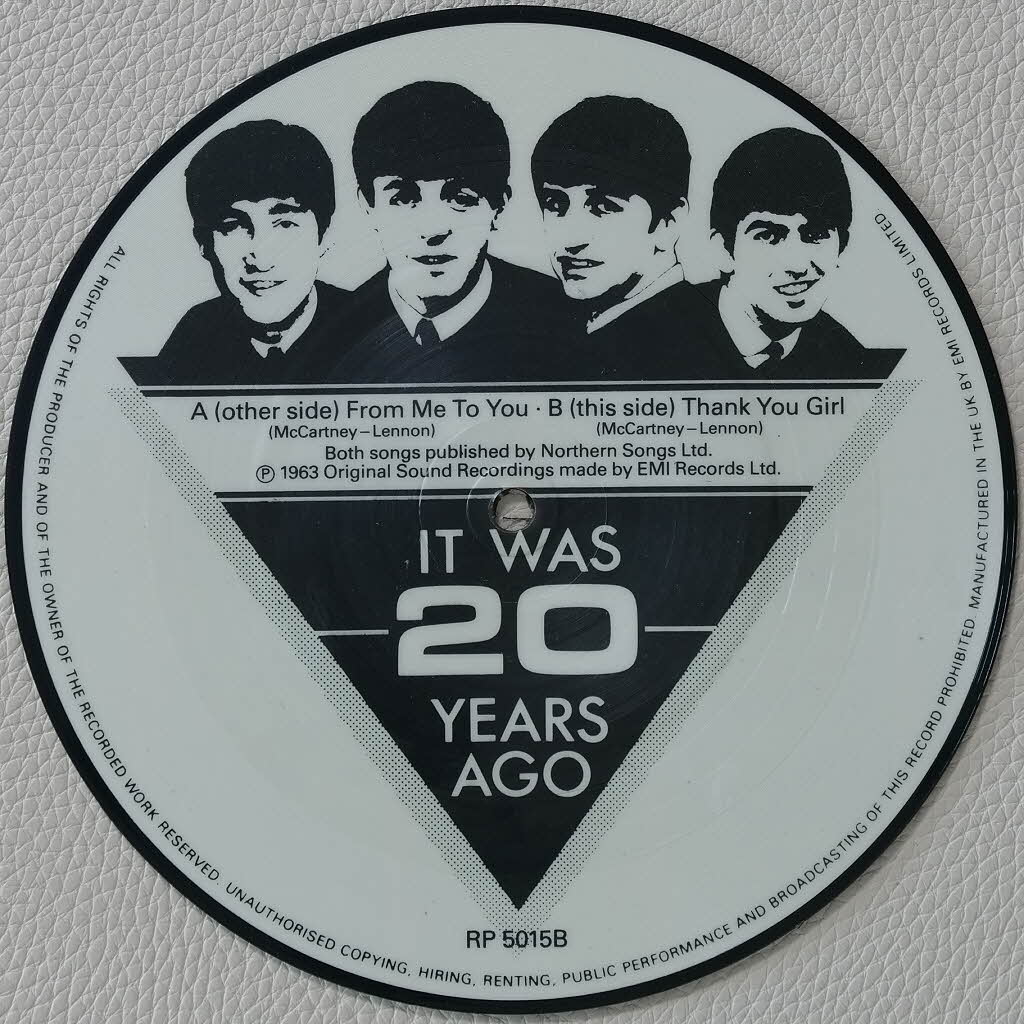 A (other side) From Me To You · B (this side) Thank You Girl
(McCartney–Lennon) (McCartney–Lennon)
Both songs published by Northern Songs Ltd.
℗ 1963 Original Sound Recordings made by EMI Records Ltd.
IT WAS
20
YEARS
AGO
RP 5015B
ALL RIGHTS OF THE PRODUCER AND OF THE OWNER OF THE RECORDED WORK RESERVED. UNAUTHORISED COPYING, HIRING, RENTING, PUBLIC PERFORMANCE AND BROADCASTING OF THIS RECORD PROHIBITED. MANUFACTURED IN THE UK BY EMI RECORDS LIMITED